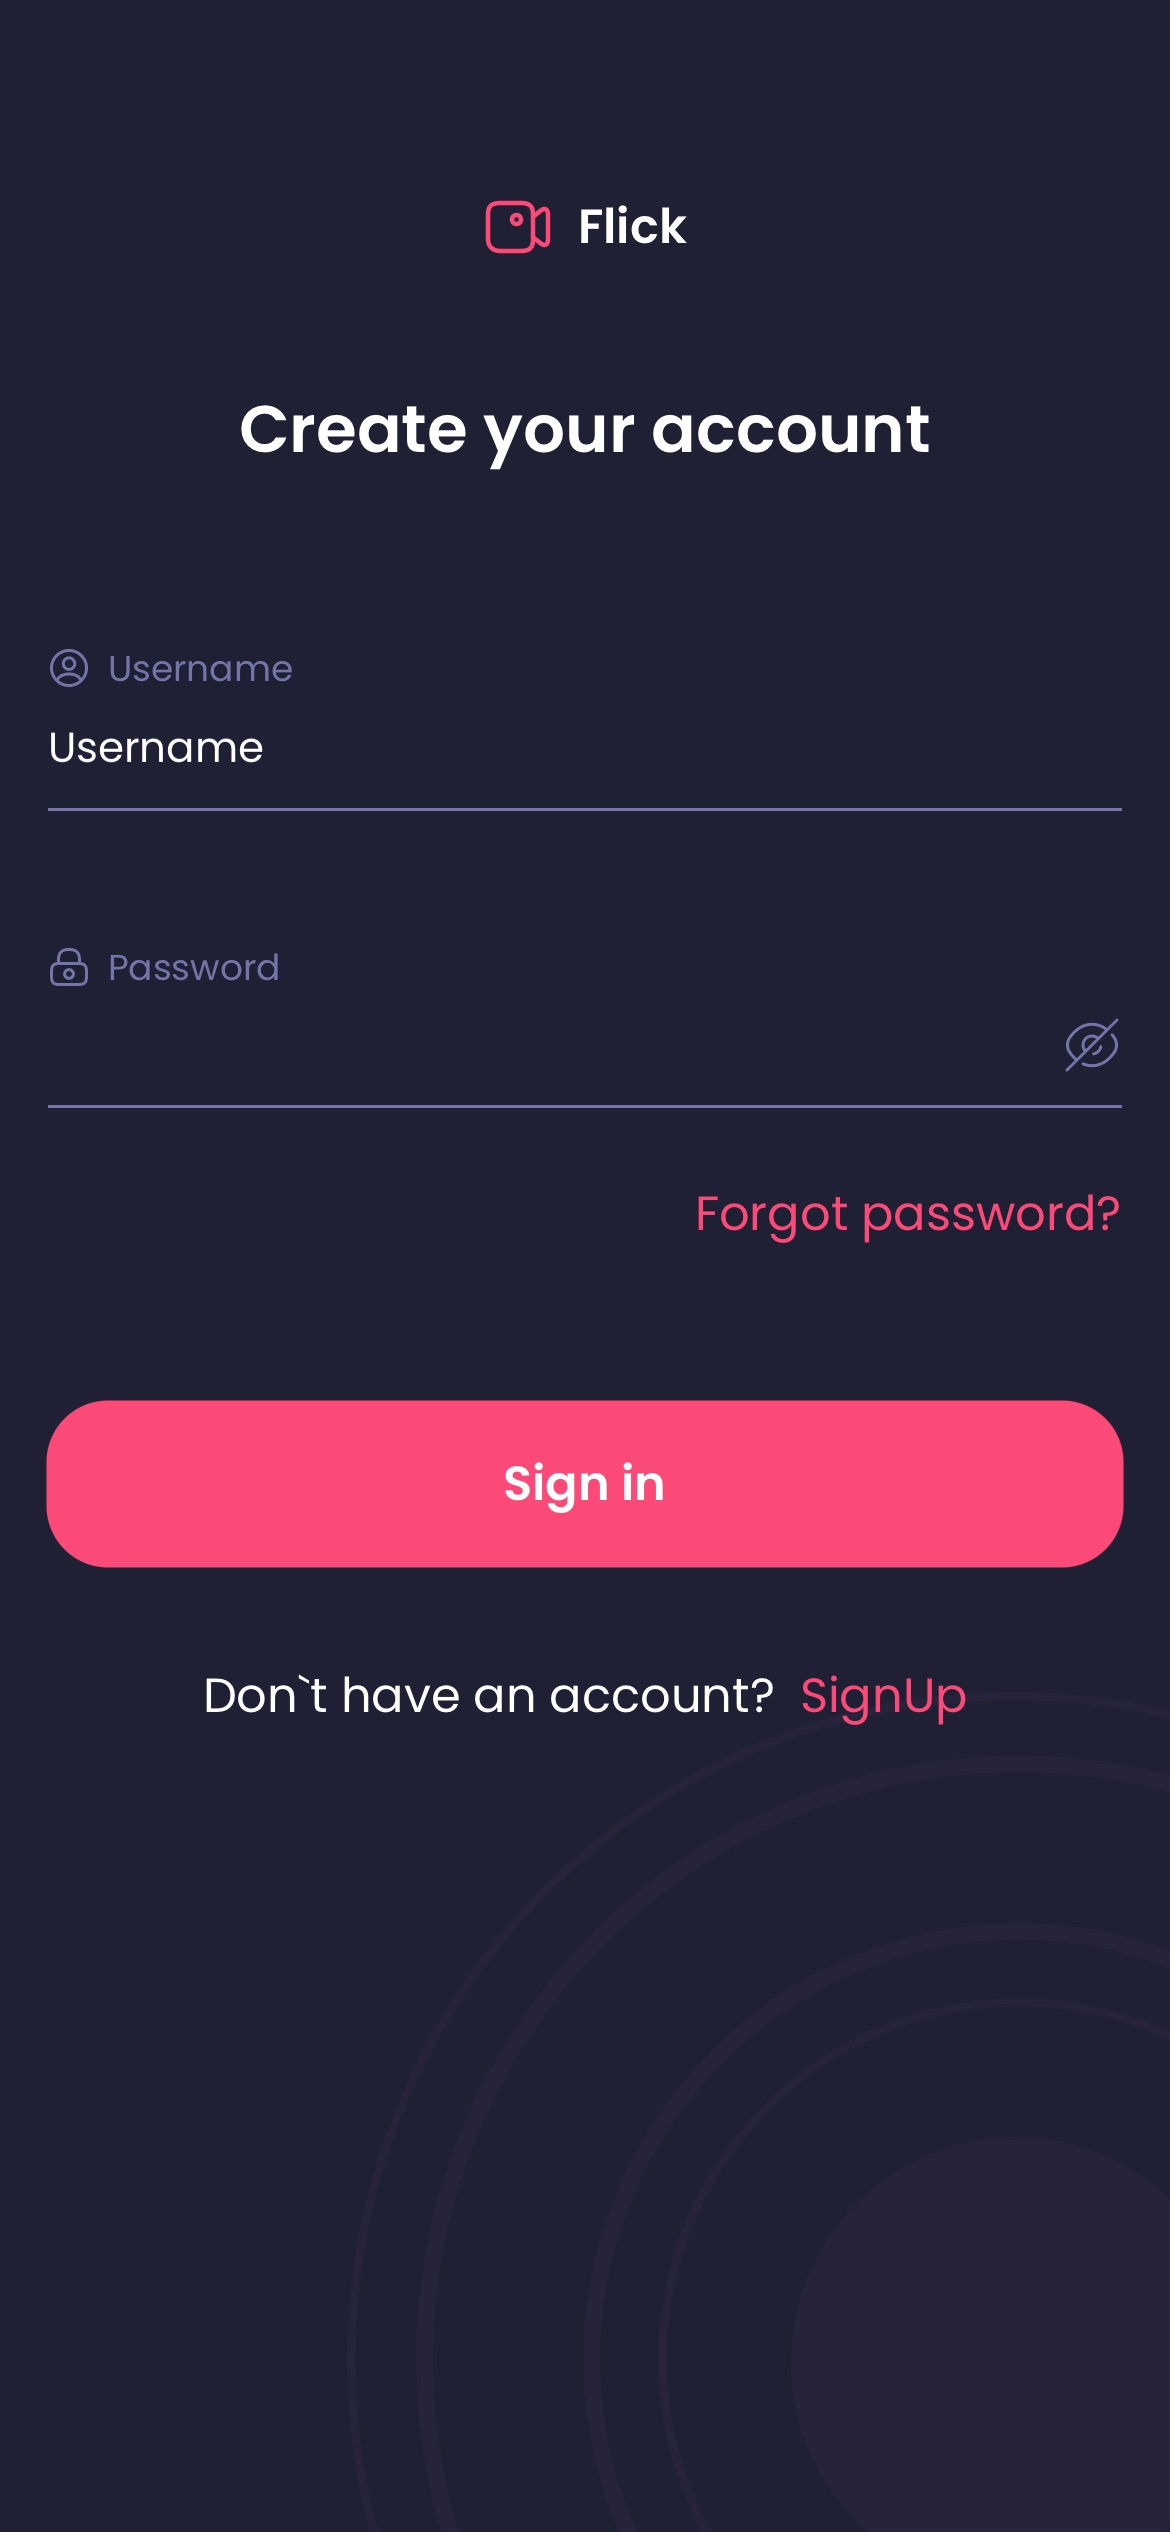 Flick
Create your account
Username
Username
Password
Forgot password?
Sign in
Don`t have an account? SignUp